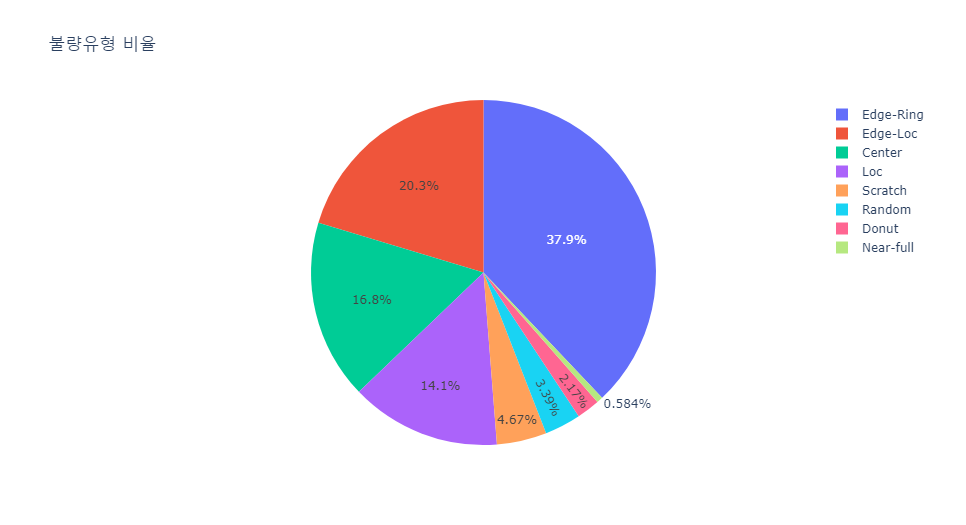 불량유형 비율
37.9%
20.3%
16.8%
14.1%
4.67%
3.39%
2.17%
0.584%
Edge-Ring
Edge-Loc
Center
Loc
Scratch
Random
Donut
Near-full